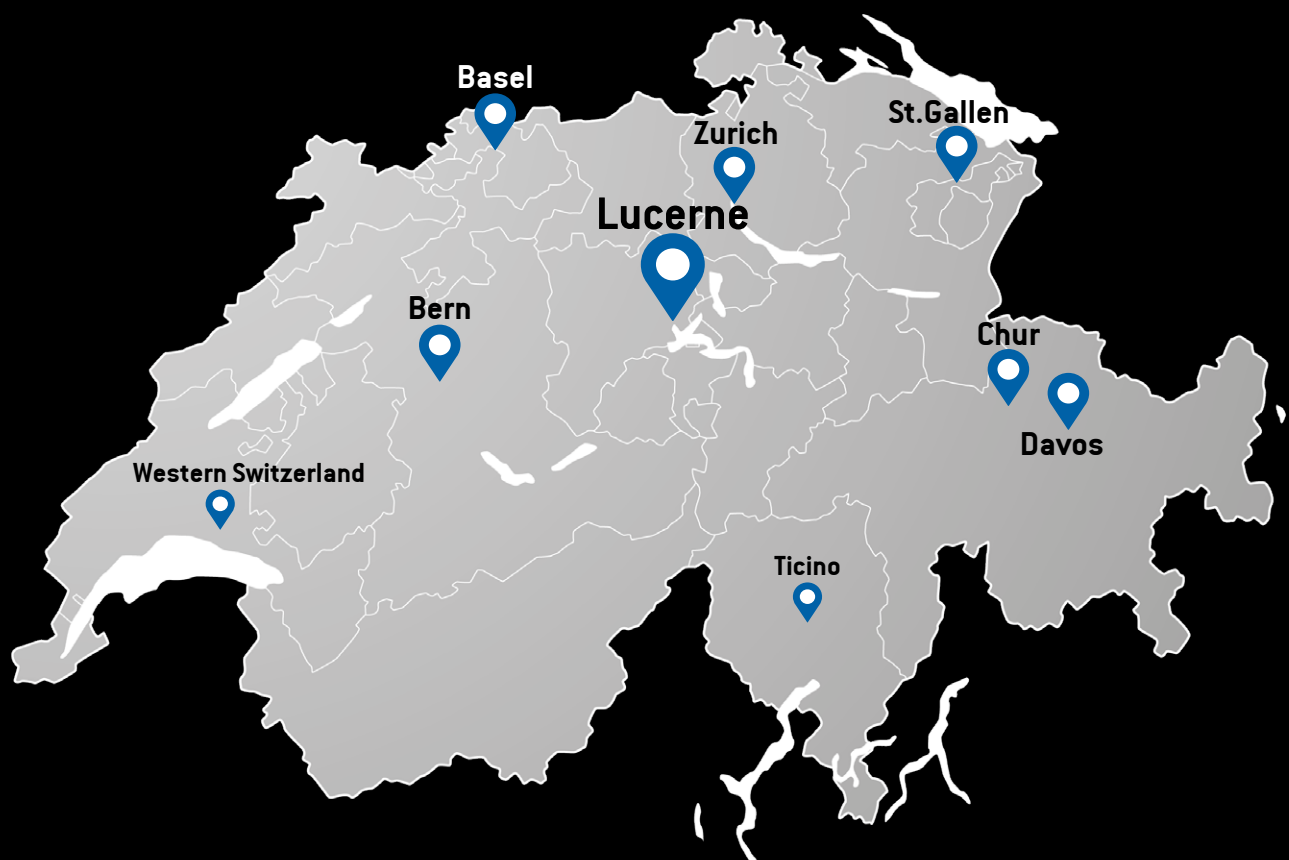 Basel
St.Gallen
Zurich
Lucerne
Bern
Chur
Davos
Western Switzerland
Ticino